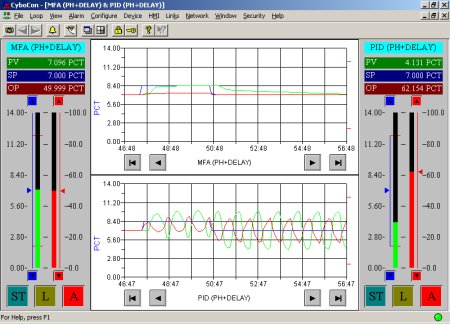 CyboCon - [MFA (PH+DELAY) & PID (PH+DELAY)]
File Loop View Alarm Configure Device HMI Links Network Window Security Help
MFA (PH+DELAY)
PV 7.096 PCT
SP 7.000 PCT
OP 49.999 PCT
14.00 100.0
11.20 80.0
8.40 60.0
5.60 40.0
2.80 20.0
0.00 0.0
ST L A
14.00
11.20
8.40
5.60
2.80
0.00
PCT
46:48 48:48 50:48 52:48 54:48 56:48
MFA (PH+DELAY)
14.00
11.20
8.40
5.60
2.80
0.00
PCT
46:47 48:47 50:47 52:47 54:47 56:47
PID (PH+DELAY)
PID (PH+DELAY)
PV 4.131 PCT
SP 7.000 PCT
OP 62.154 PCT
14.00 100.0
11.20 80.0
8.40 60.0
5.60 40.0
2.80 20.0
0.00 0.0
ST L A
For Help, press F1